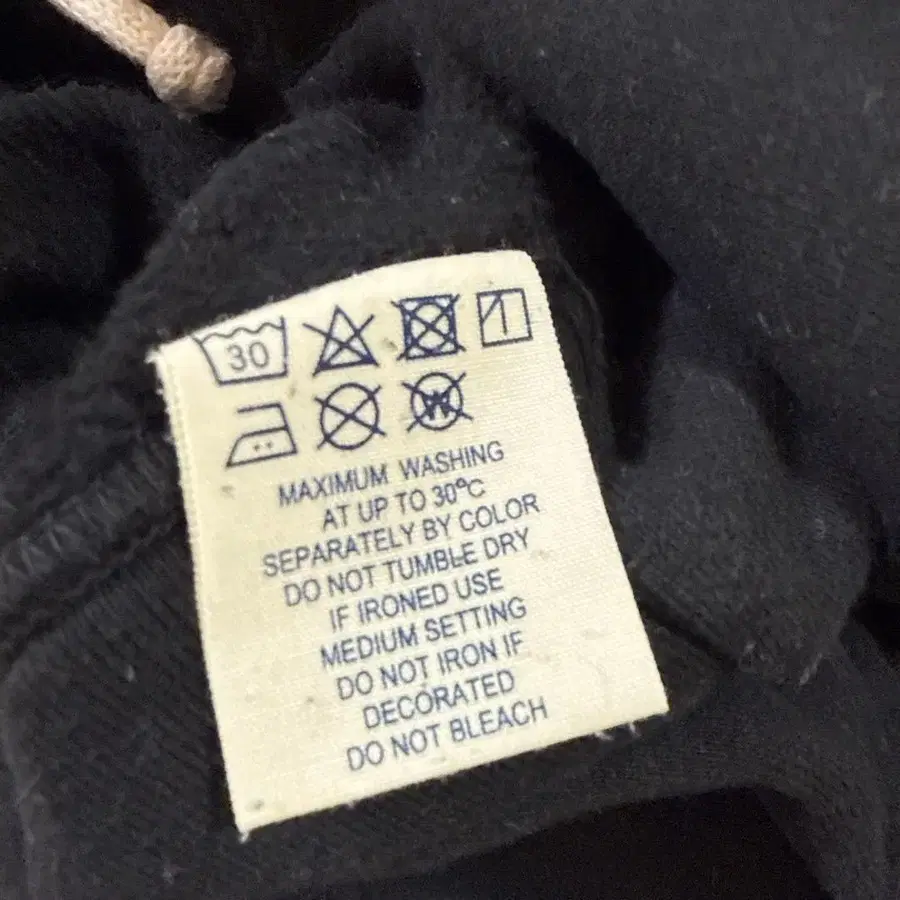 30
W
MAXIMUM WASHING
AT UP TO 30°C
SEPARATELY BY COLOR
DO NOT TUMBLE DRY
IF IRONED USE
MEDIUM SETTING
DO NOT IRON IF
DECORATED
DO NOT BLEACH